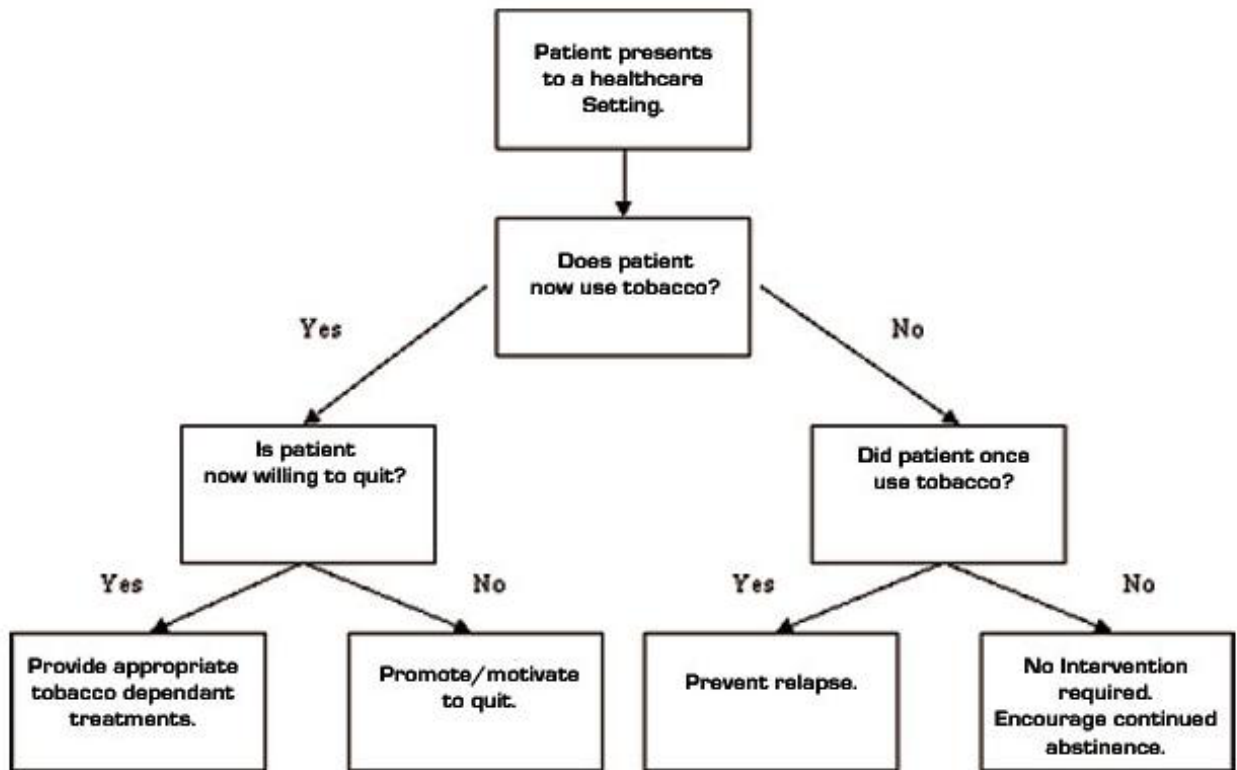 Patient presents
to a healthcare
Setting.
Does patient
now use tobacco?
Yes
No
Is patient
now willing to quit?
Did patient once
use tobacco?
Yes
No
Yes
No
Provide appropriate
tobacco dependant
treatments.
Promote/motivate
to quit.
Prevent relapse.
No Intervention
required.
Encourage continued
abstinence.